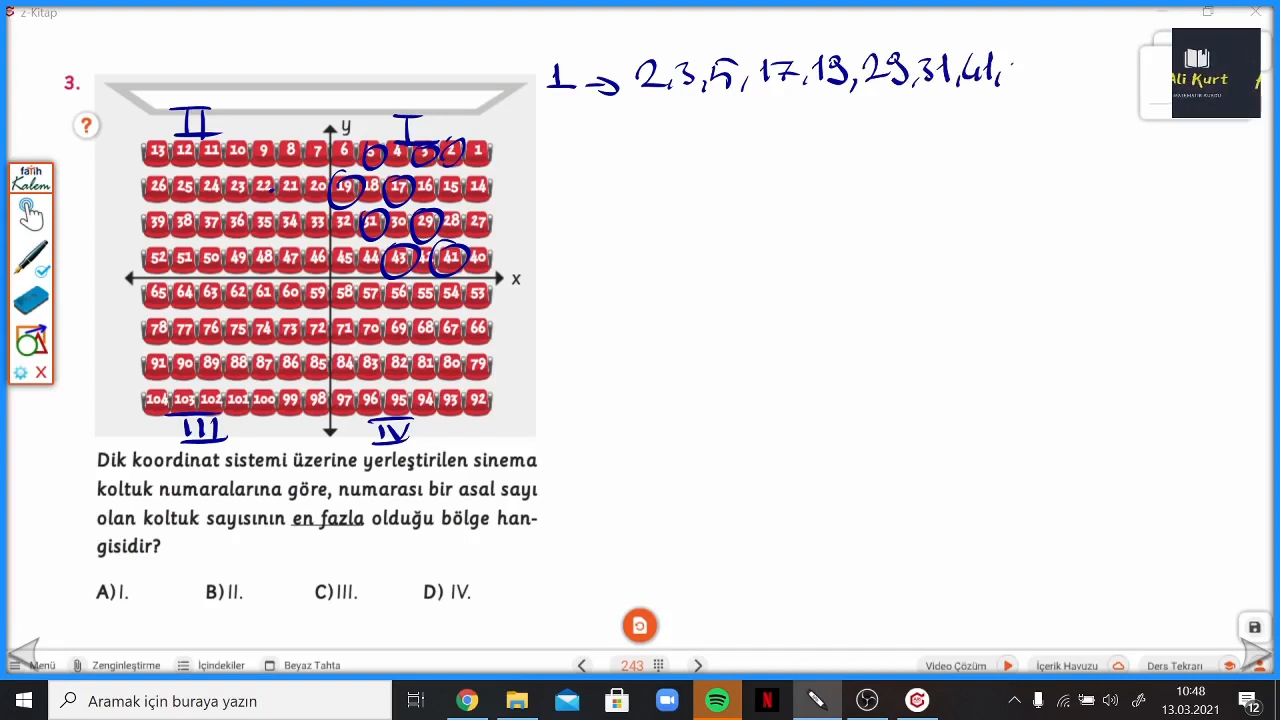 z-Kitap
3.
1 → 2,3,5,17,19,29,31,41,
Ali Kurt
MATEMATİK KURDU
?
II
I
y
13 12 11 10 9 8 7 6 5 4 3 2 1
26 25 24 23 22 21 20 19 18 17 16 15 14
39 38 37 36 35 34 33 32 31 30 29 28 27
52 51 50 49 48 47 46 45 44 43 42 41 40
x
65 64 63 62 61 60 59 58 57 56 55 54 53
78 77 76 75 74 73 72 71 70 69 68 67 66
91 90 89 88 87 86 85 84 83 82 81 80 79
104 103 102 101 100 99 98 97 96 95 94 93 92
III
IV
fatih
Kalem
Dik koordinat sistemi üzerine yerleştirilen sinema
koltuk numaralarına göre, numarası bir asal sayı
olan koltuk sayısının en fazla olduğu bölge han-
gisidir?
A) I. B) II. C) III. D) IV.
Menü Zenginleştirme İçindekiler Beyaz Tahta 243 Video Çözüm İçerik Havuzu Ders Tekrarı
Aramak için buraya yazın
10:48
13.03.2021
12